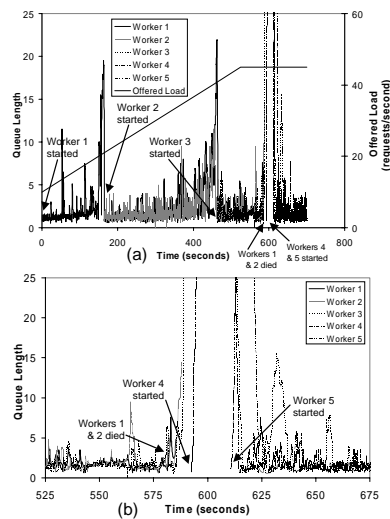 25
20
15
10
5
0
Queue Length
Worker 1
Worker 2
Worker 3
Worker 4
Worker 5
Offered Load
60
40
20
0
Offered Load
(requests/second)
Worker 1
started
Worker 2
started
Worker 3
started
0 200 400 600 800
(a)
Time (seconds)
Workers 1
& 2 died
Workers 4
& 5 started
25
20
15
10
5
0
Queue Length
Worker 1
Worker 2
Worker 3
Worker 4
Worker 5
Workers 1
& 2 died
Worker 4
started
Worker 5
started
525 550 575 600 625 650 675
(b)
Time (seconds)